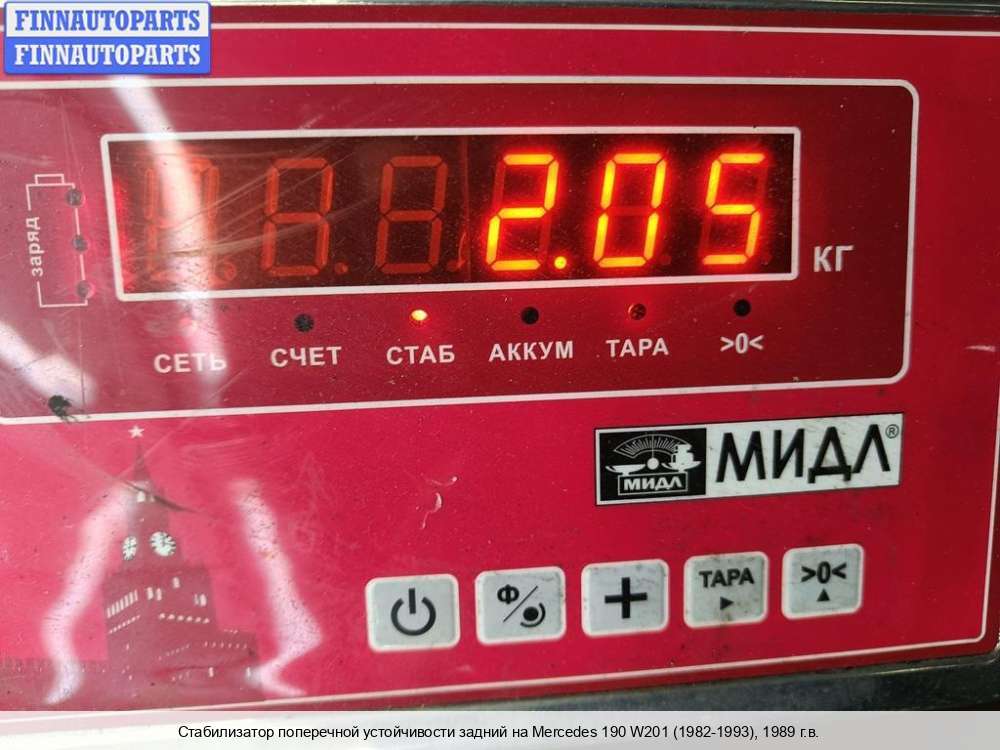 FINNAUTOPARTS
FINNAUTOPARTS
заряд
2.05
КГ
СЕТЬ СЧЕТ СТАБ АККУМ ТАРА >0<
МИДЛ МИДЛ®
Ф + ТАРА >0<
Стабилизатор поперечной устойчивости задний на Mercedes 190 W201 (1982-1993), 1989 г.в.